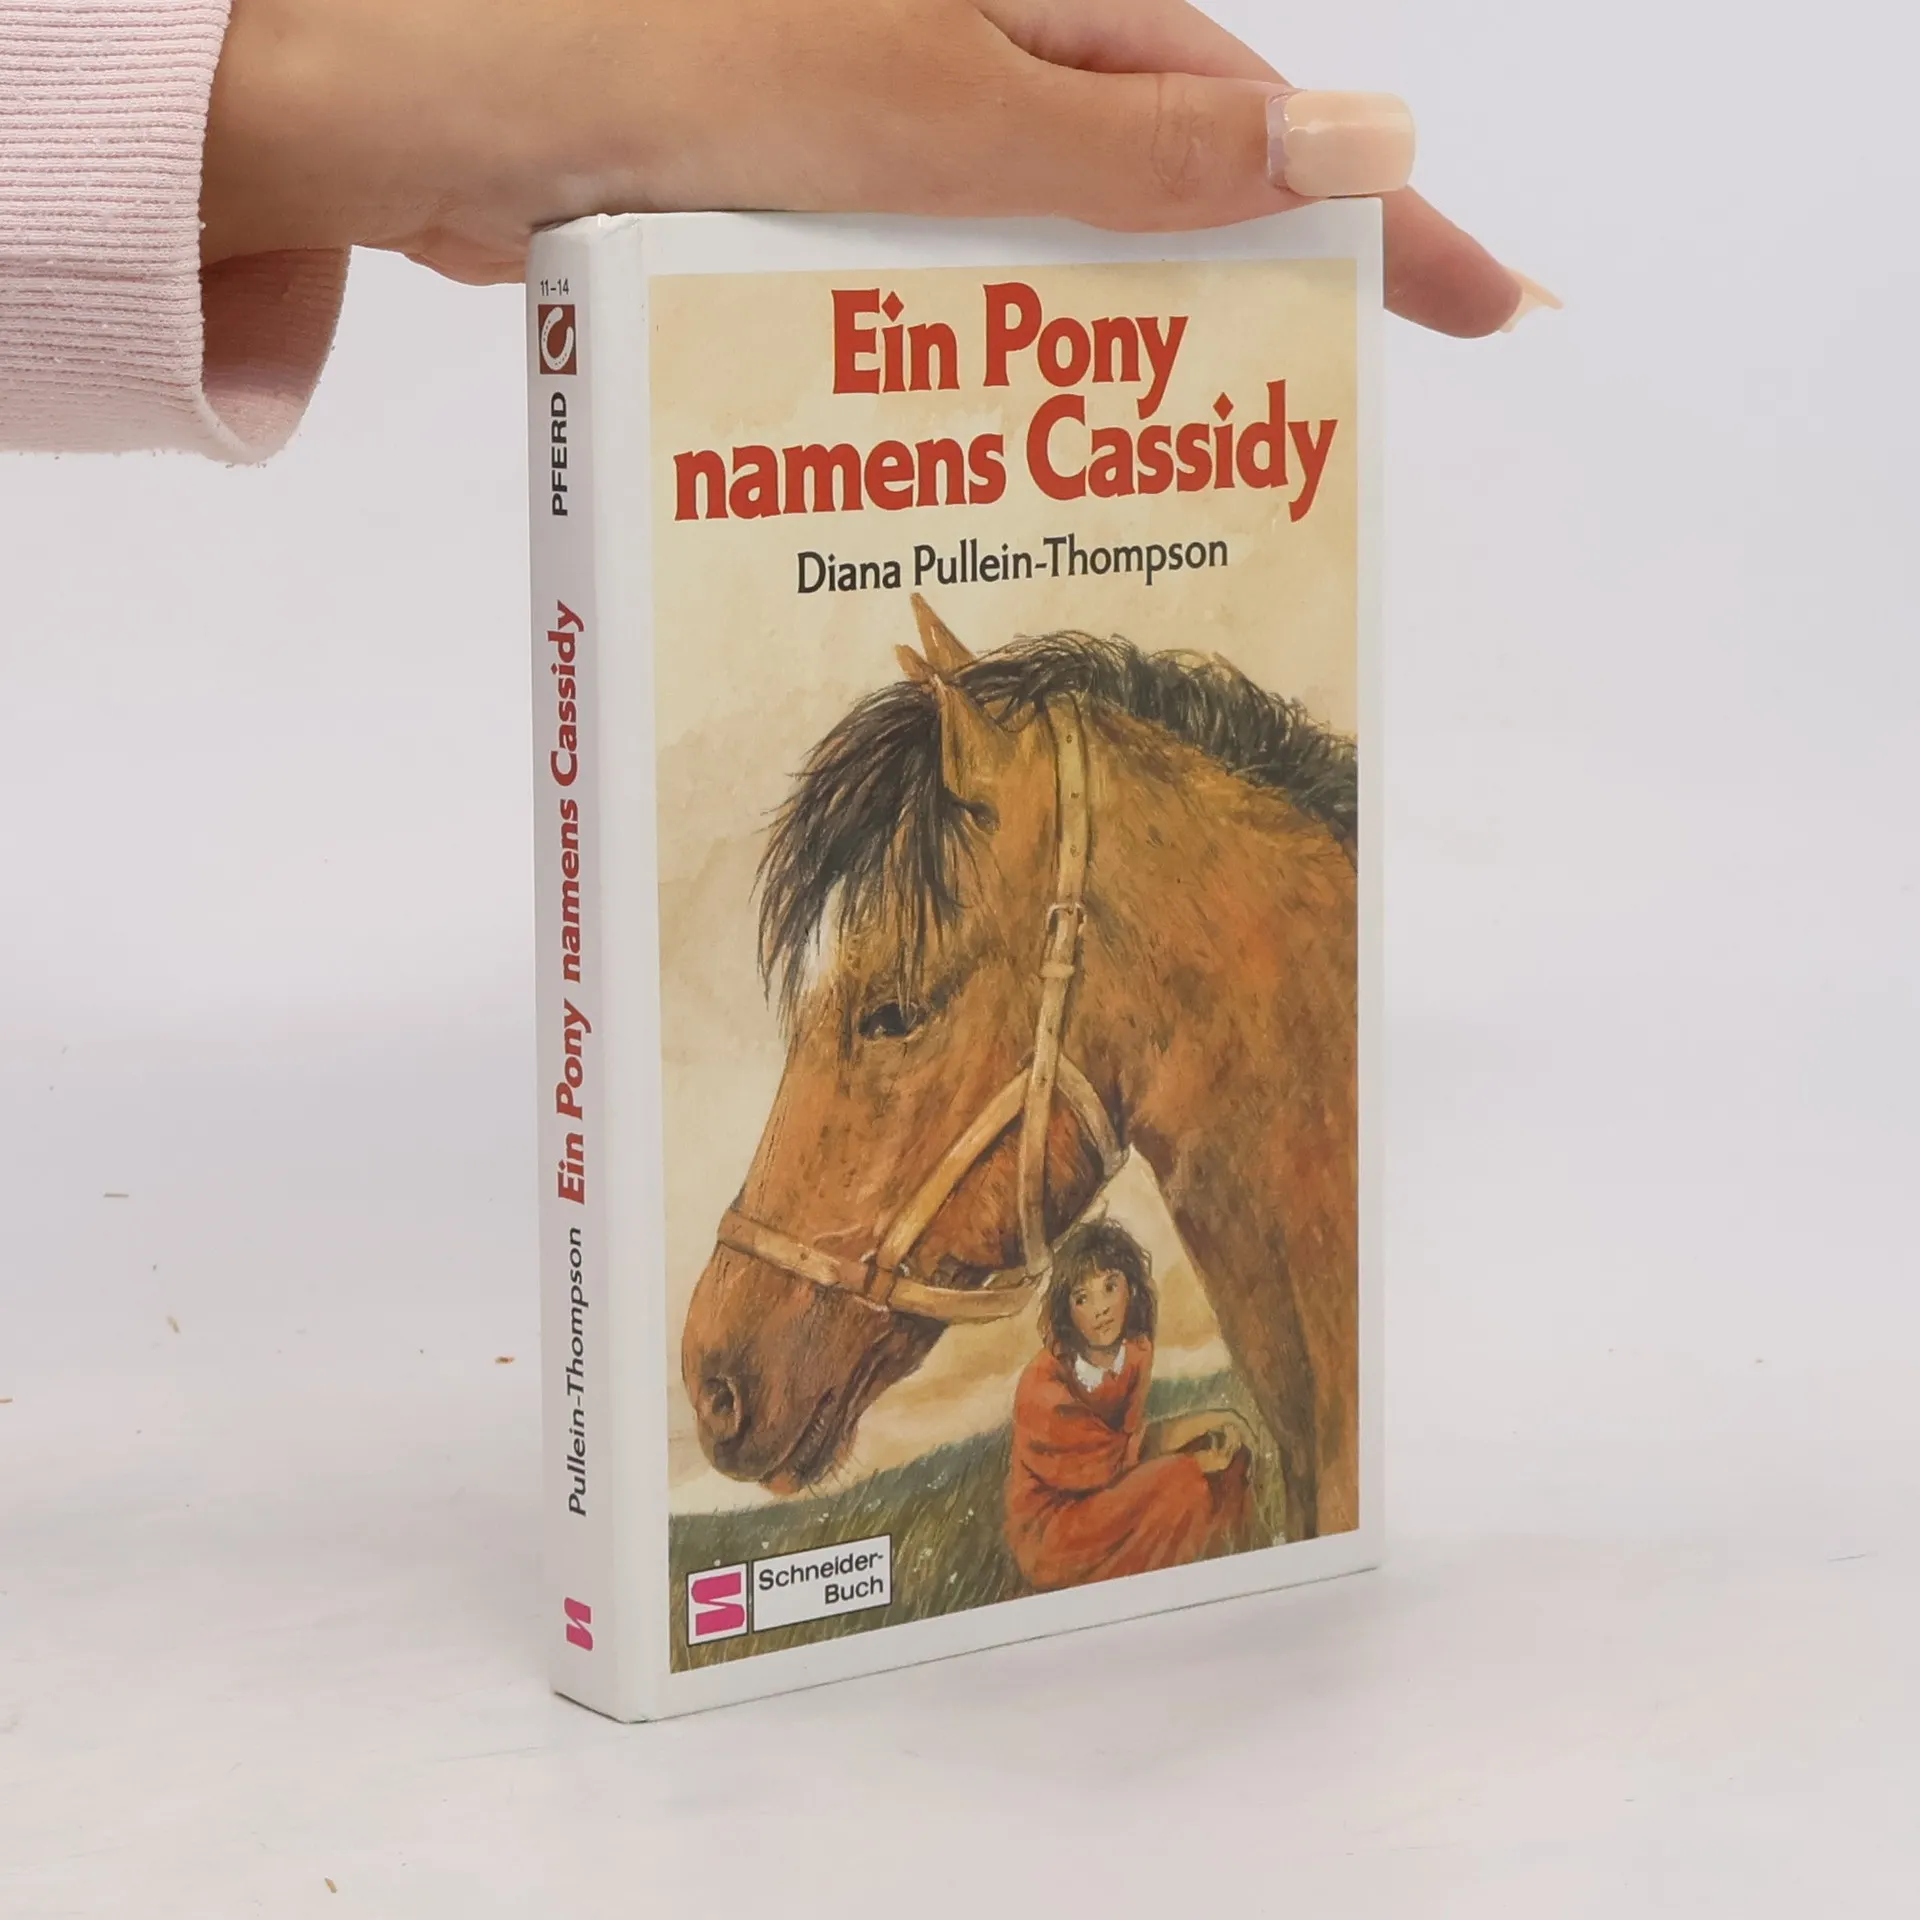 Ein Pony
namens Cassidy
Diana Pullein-Thompson
Schneider-
Buch
11-14
PFERD
Pullein-Thompson Ein Pony namens Cassidy